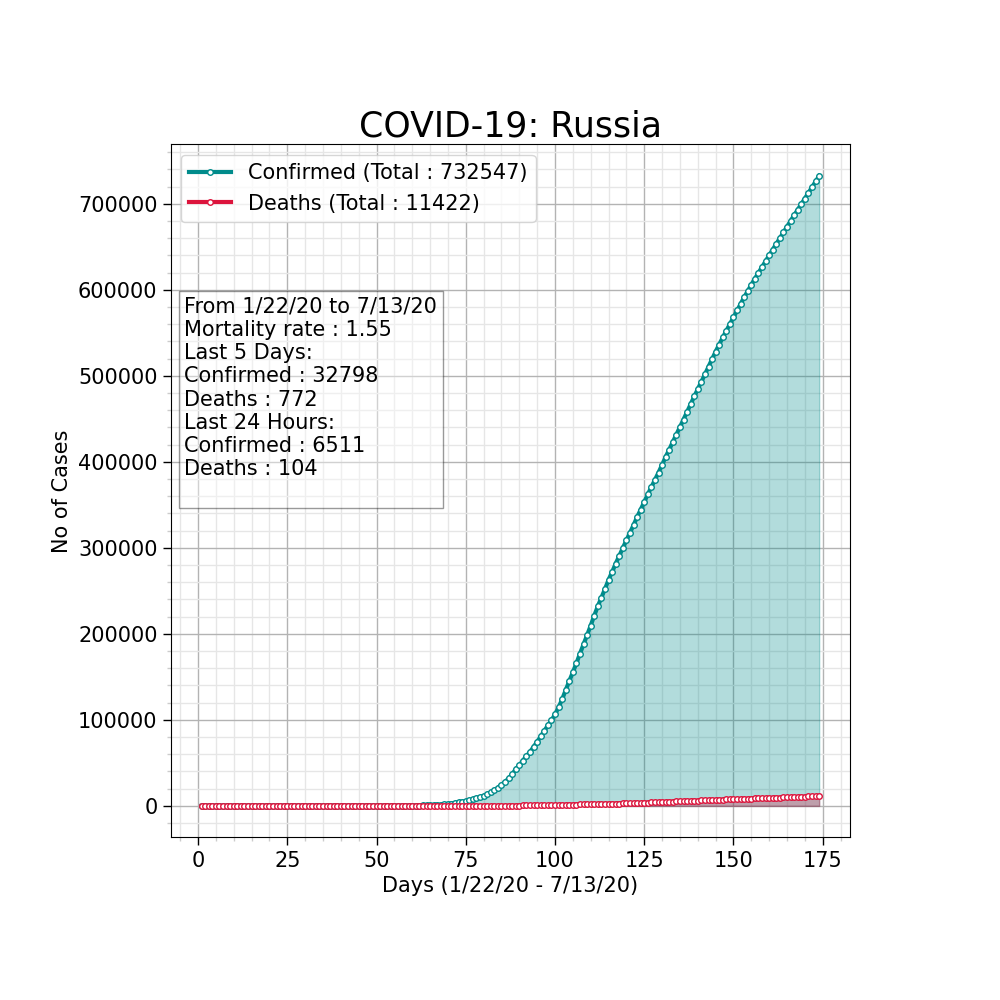 COVID-19: Russia
Confirmed (Total : 732547)
Deaths (Total : 11422)
From 1/22/20 to 7/13/20
Mortality rate : 1.55
Last 5 Days:
Confirmed : 32798
Deaths : 772
Last 24 Hours:
Confirmed : 6511
Deaths : 104
No of Cases
700000
600000
500000
400000
300000
200000
100000
0
0 25 50 75 100 125 150 175
Days (1/22/20 - 7/13/20)